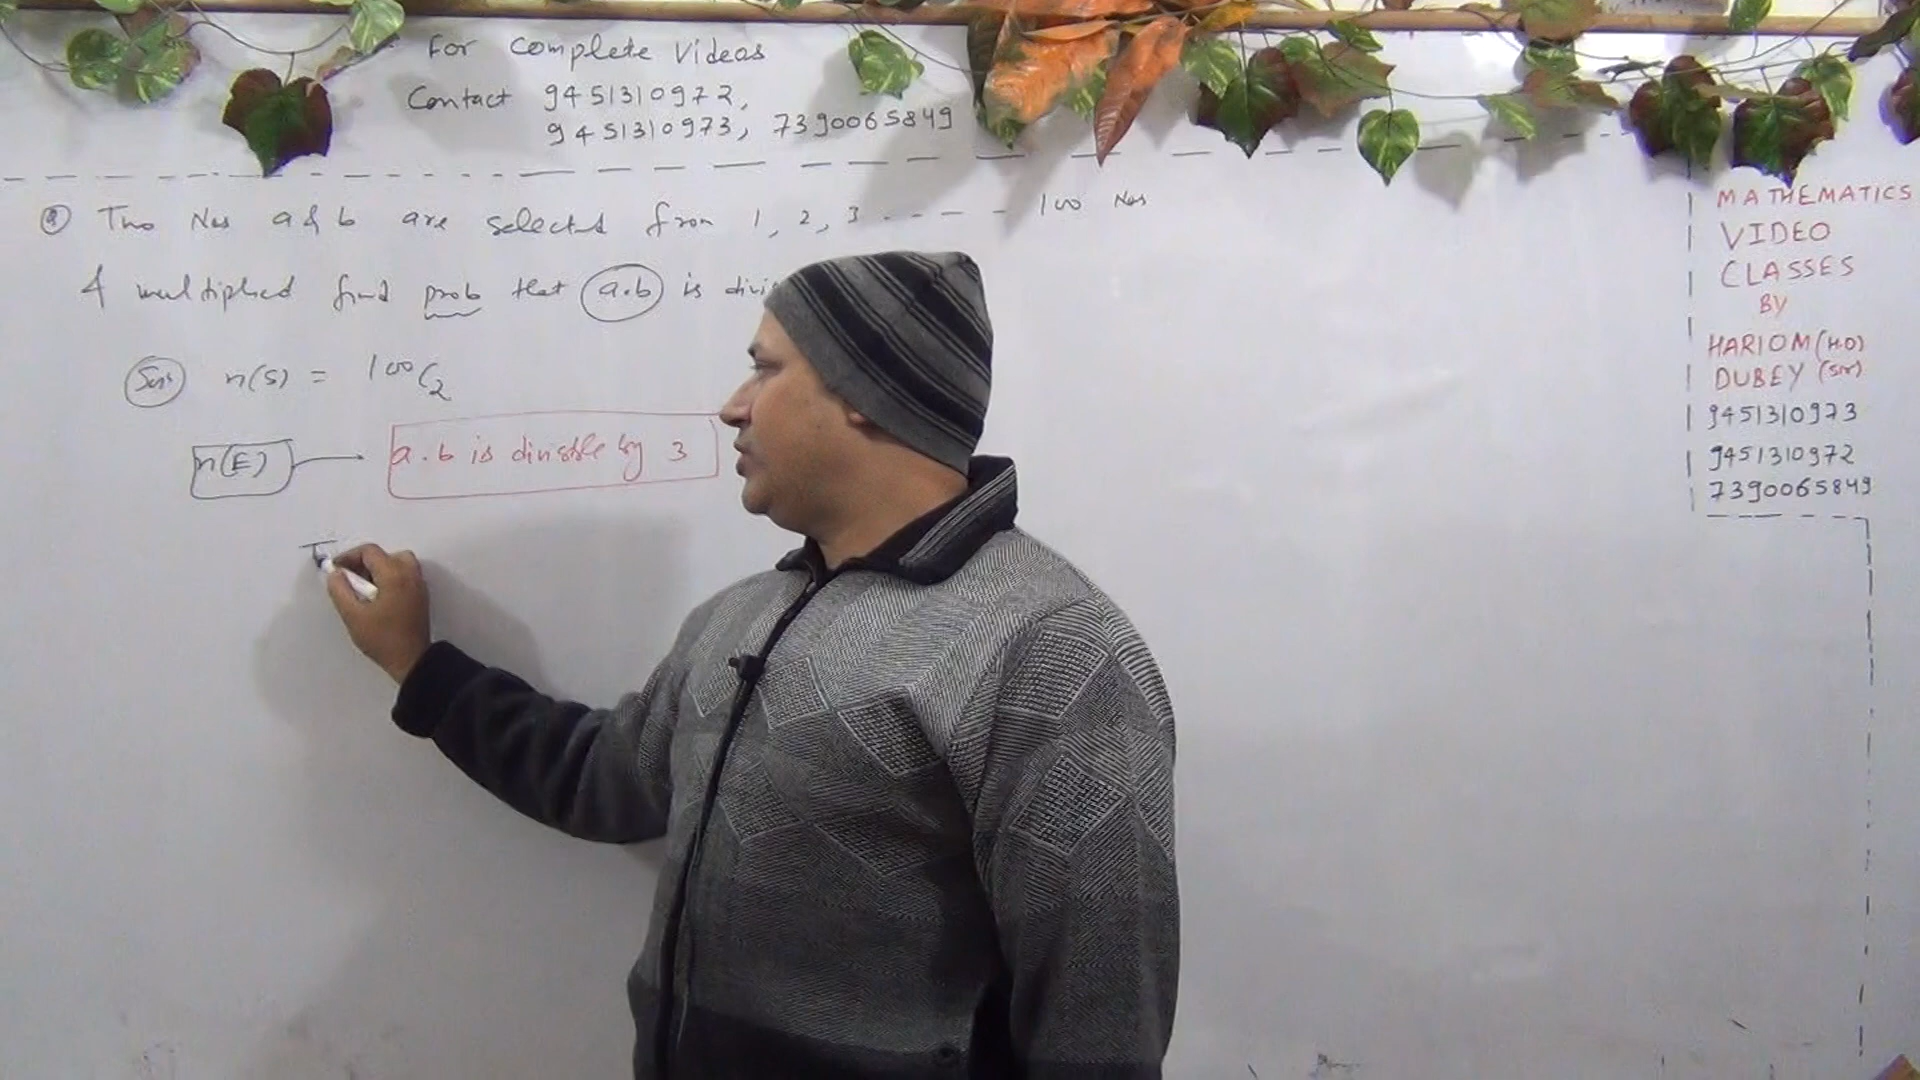 For Complete Videos
Contact 9451310972,
9451310973, 7390065849
Q Two Nos a & b are selected from 1, 2, 3 ----- 100 Nos
& multiplied find prob that a.b is
Sol n(S) = 100C2
n(E) → a.b is divisble by 3
MATHEMATICS
VIDEO
CLASSES
BY
HARIOM (H.D)
DUBEY (Sir)
9451310973
9451310972
7390065849